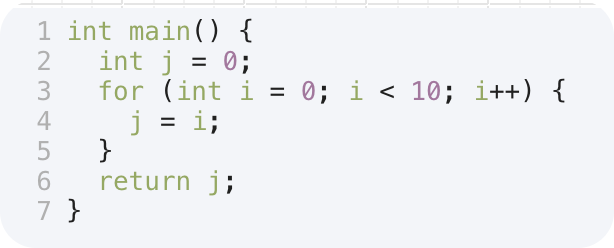 1 int main() {
2   int j = 0;
3   for (int i = 0; i < 10; i++) {
4     j = i;
5   }
6   return j;
7 }